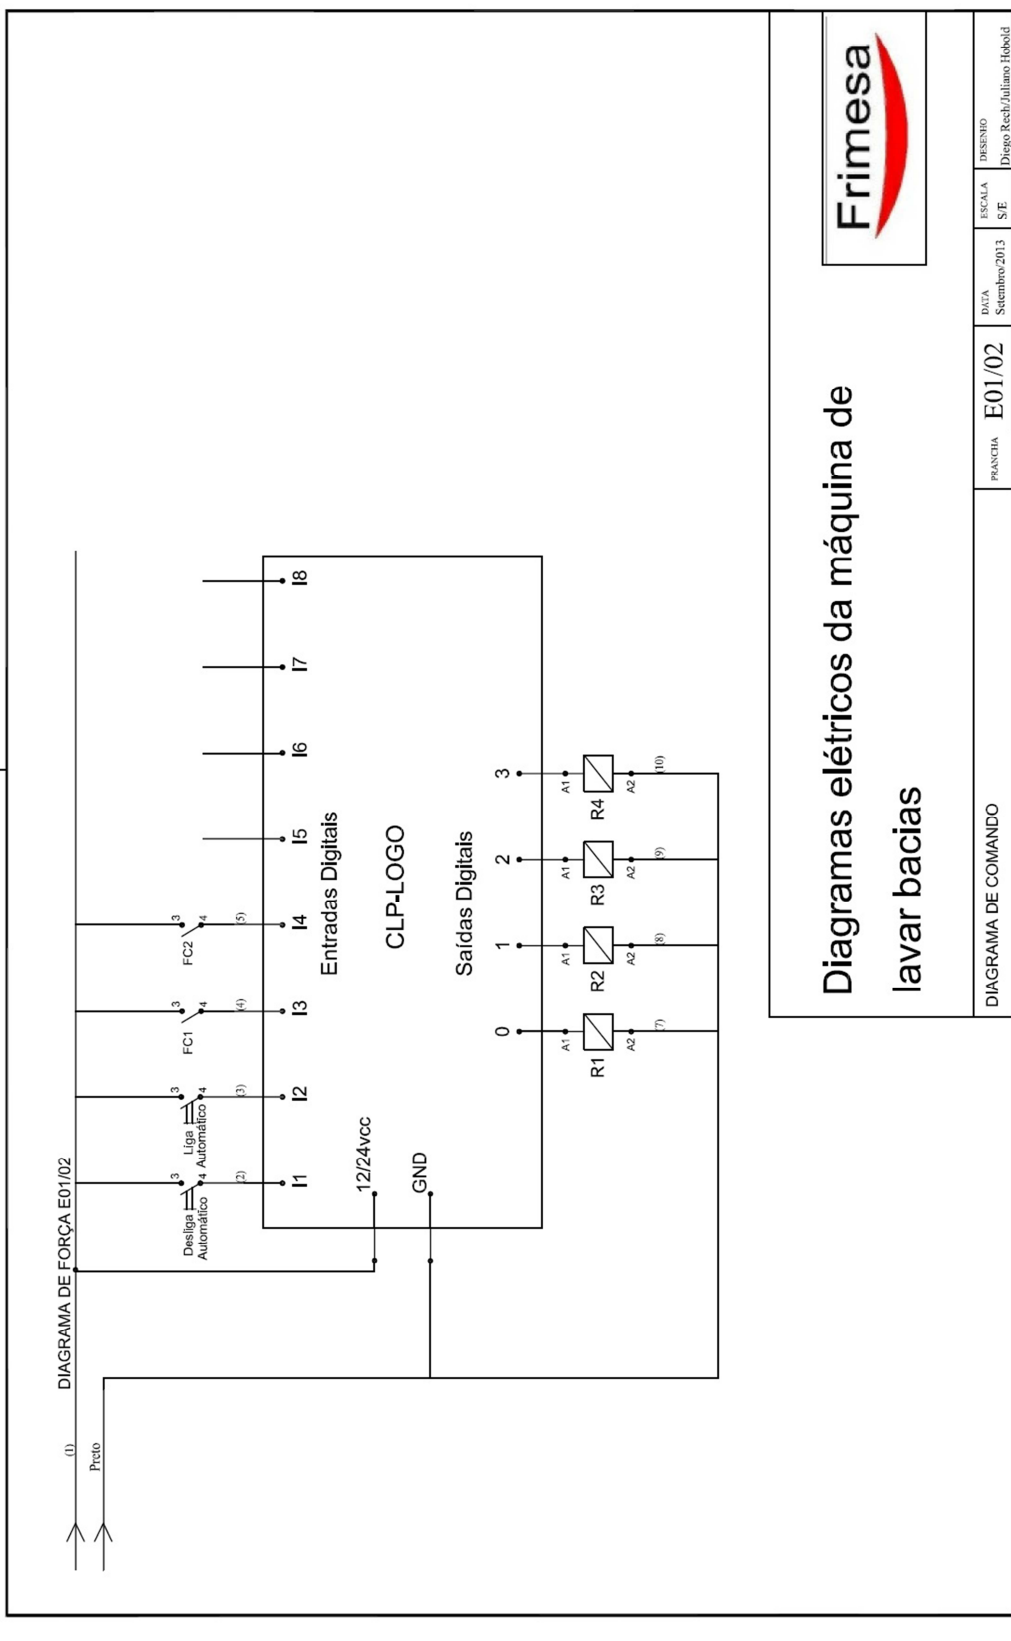 (1)
DIAGRAMA DE FORÇA E01/02
Preto
Desliga
Automático
3
4
(2)
Liga
Automático
3
4
(3)
FC1
3
4
(4)
FC2
3
4
(5)
I1
I2
I3
I4
I5
I6
I7
I8
Entradas Digitais
12/24vcc
CLP-LOGO
GND
Saídas Digitais
0
1
2
3
A1
A1
A1
A1
R1
R2
R3
R4
A2
A2
A2
A2
(7)
(8)
(9)
(10)
Diagramas elétricos da máquina de
lavar bacias
Frimesa
DIAGRAMA DE COMANDO
PRANCHA
E01/02
DATA
Setembro/2013
ESCALA
S/E
DESENHO
Diego Rech/Juliano Hobold